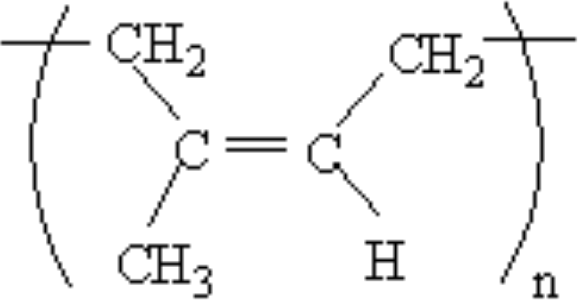 CH₂ CH₂
C=C
CH₃ H n